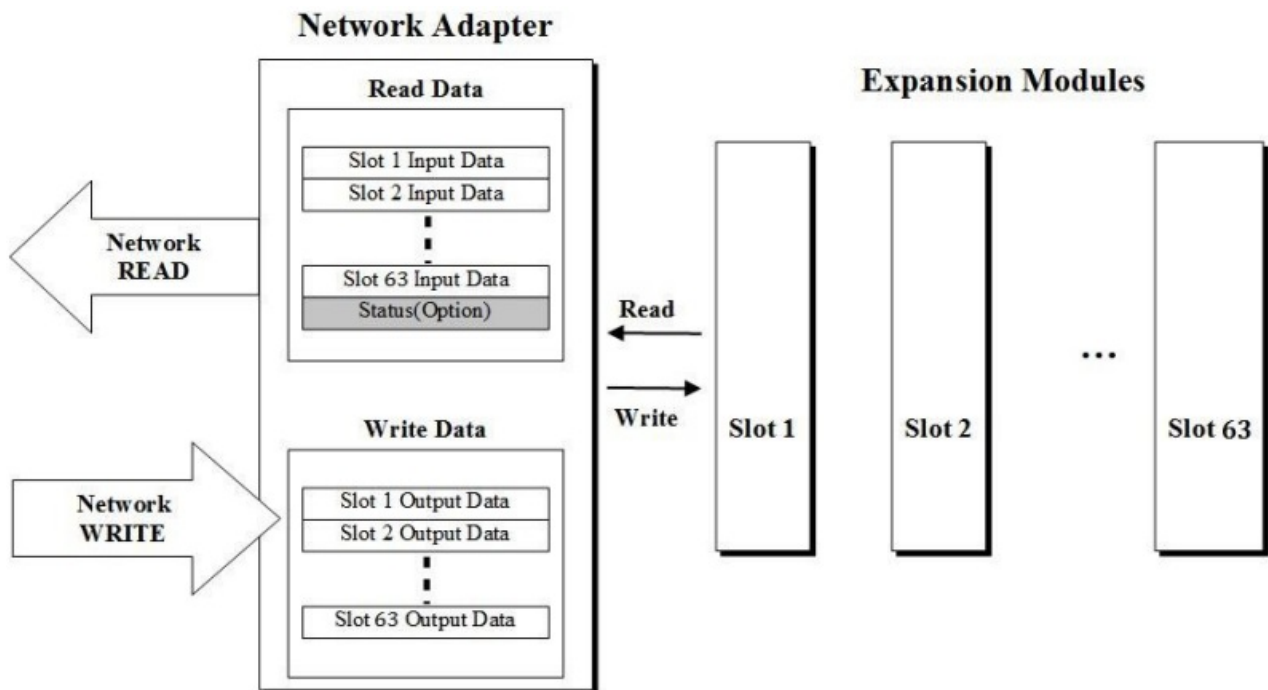 Network Adapter
Read Data
Slot 1 Input Data
Slot 2 Input Data
Slot 63 Input Data
Status(Option)
Network
READ
Write Data
Slot 1 Output Data
Slot 2 Output Data
Slot 63 Output Data
Network
WRITE
Read
Write
Expansion Modules
Slot 1
Slot 2
...
Slot 63